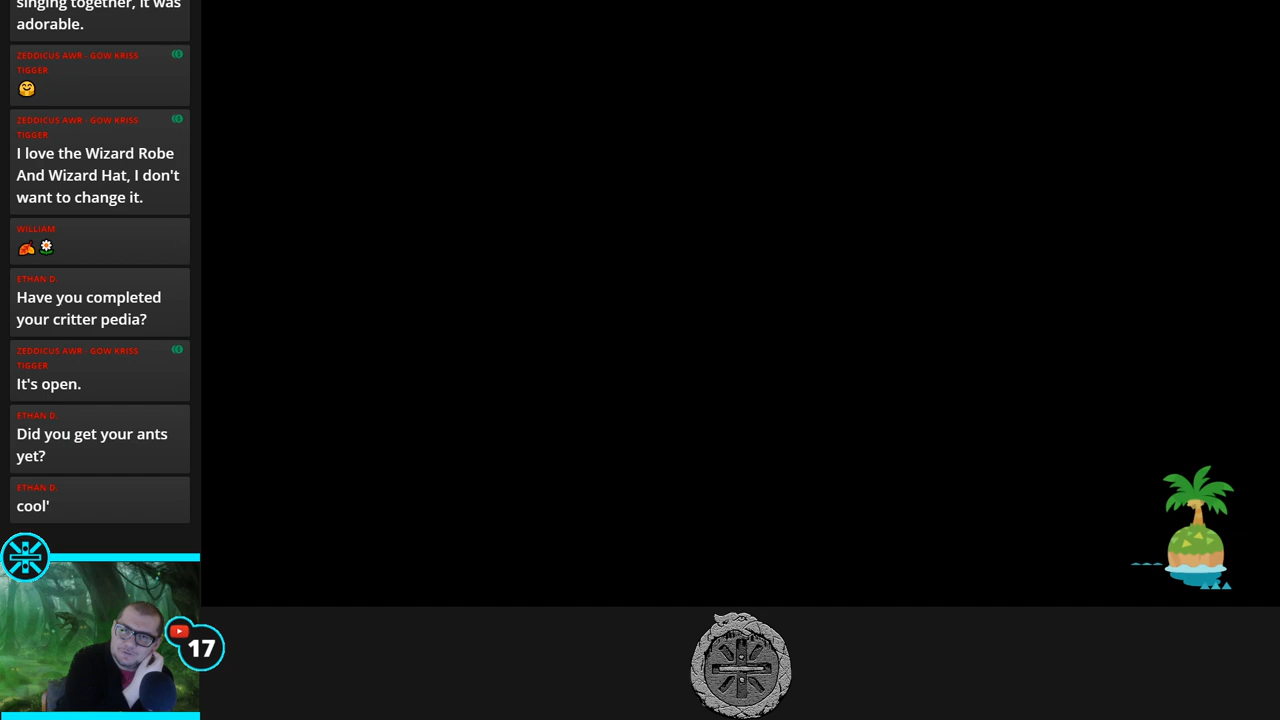 singing together, it was
adorable.
ZEDDICUS AWR - GOW KRISS
TIGGER
ZEDDICUS AWR - GOW KRISS
TIGGER
I love the Wizard Robe
And Wizard Hat, I don't
want to change it.
WILLIAM
ETHAN D.
Have you completed
your critter pedia?
ZEDDICUS AWR - GOW KRISS
TIGGER
It's open.
ETHAN D.
Did you get your ants
yet?
ETHAN D.
cool'
17